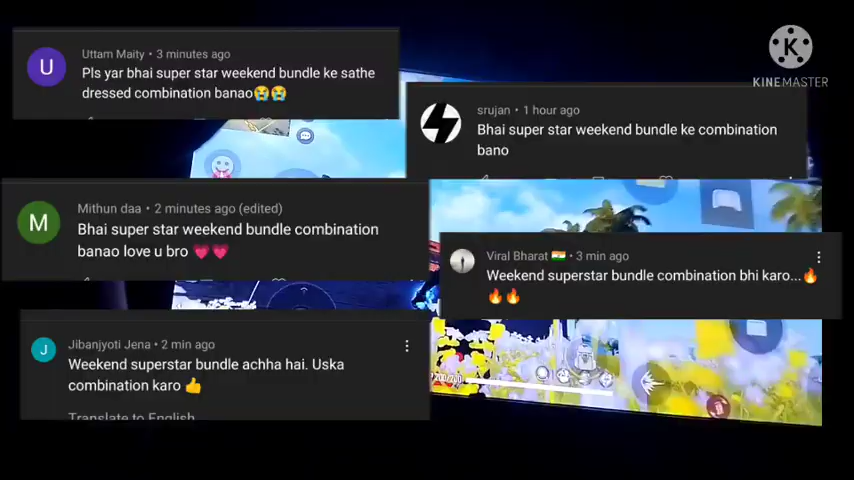 KINEMASTER
Uttam Maity • 3 minutes ago
Pls yar bhai super star weekend bundle ke sathe
dressed combination banao😭😭
srujan • 1 hour ago
Bhai super star weekend bundle ke combination
bano
Mithun daa • 2 minutes ago (edited)
Bhai super star weekend bundle combination
banao love u bro 💗💗
Viral Bharat 🇮🇳 • 3 min ago
Weekend superstar bundle combination bhi karo...🔥
🔥🔥
Jibanjyoti Jena • 2 min ago
Weekend superstar bundle achha hai. Uska
combination karo 👍
Translate to English
200/200
U
M
J
K